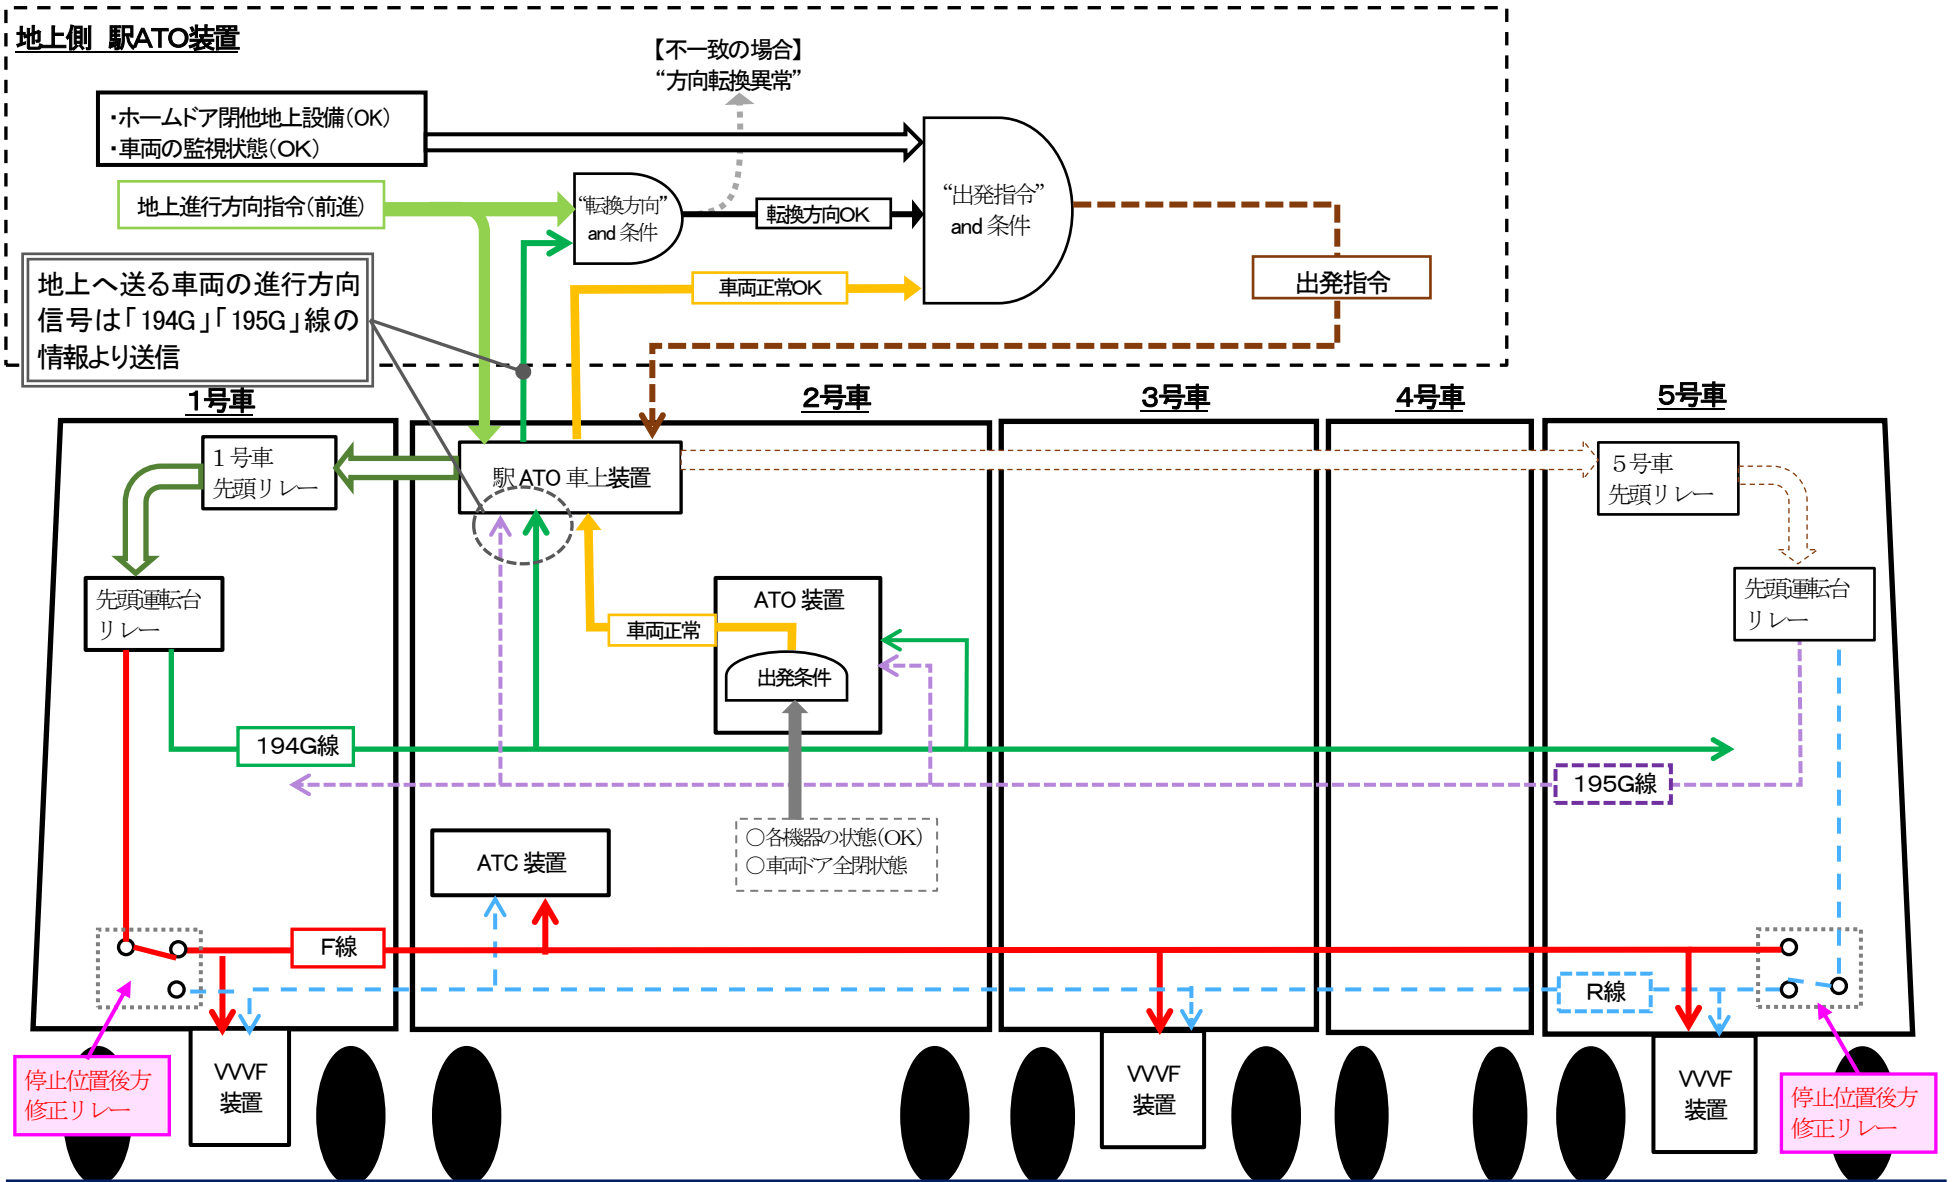 地上側　駅ATO装置
【不一致の場合】
“方向転換異常”
・ホームドア閉他地上設備(OK)
・車両の監視状態(OK)
地上進行方向指令(前進)
“転換方向”
and 条件
転換方向OK
“出発指令”
and 条件
車両正常OK
出発指令
地上へ送る車両の進行方向
信号は「194G」「195G」線の
情報より送信
1号車
2号車
3号車
4号車
5号車
1 号車
先頭リレー
駅 ATO 車上装置
5 号車
先頭リレー
先頭運転台
リレー
ATO 装置
車両正常
出発条件
先頭運転台
リレー
194G線
195G線
○各機器の状態(OK)
○車両ドア全閉状態
ATC 装置
F線
R線
停止位置後方
修正リレー
VVVF
装置
VVVF
装置
VVVF
装置
停止位置後方
修正リレー